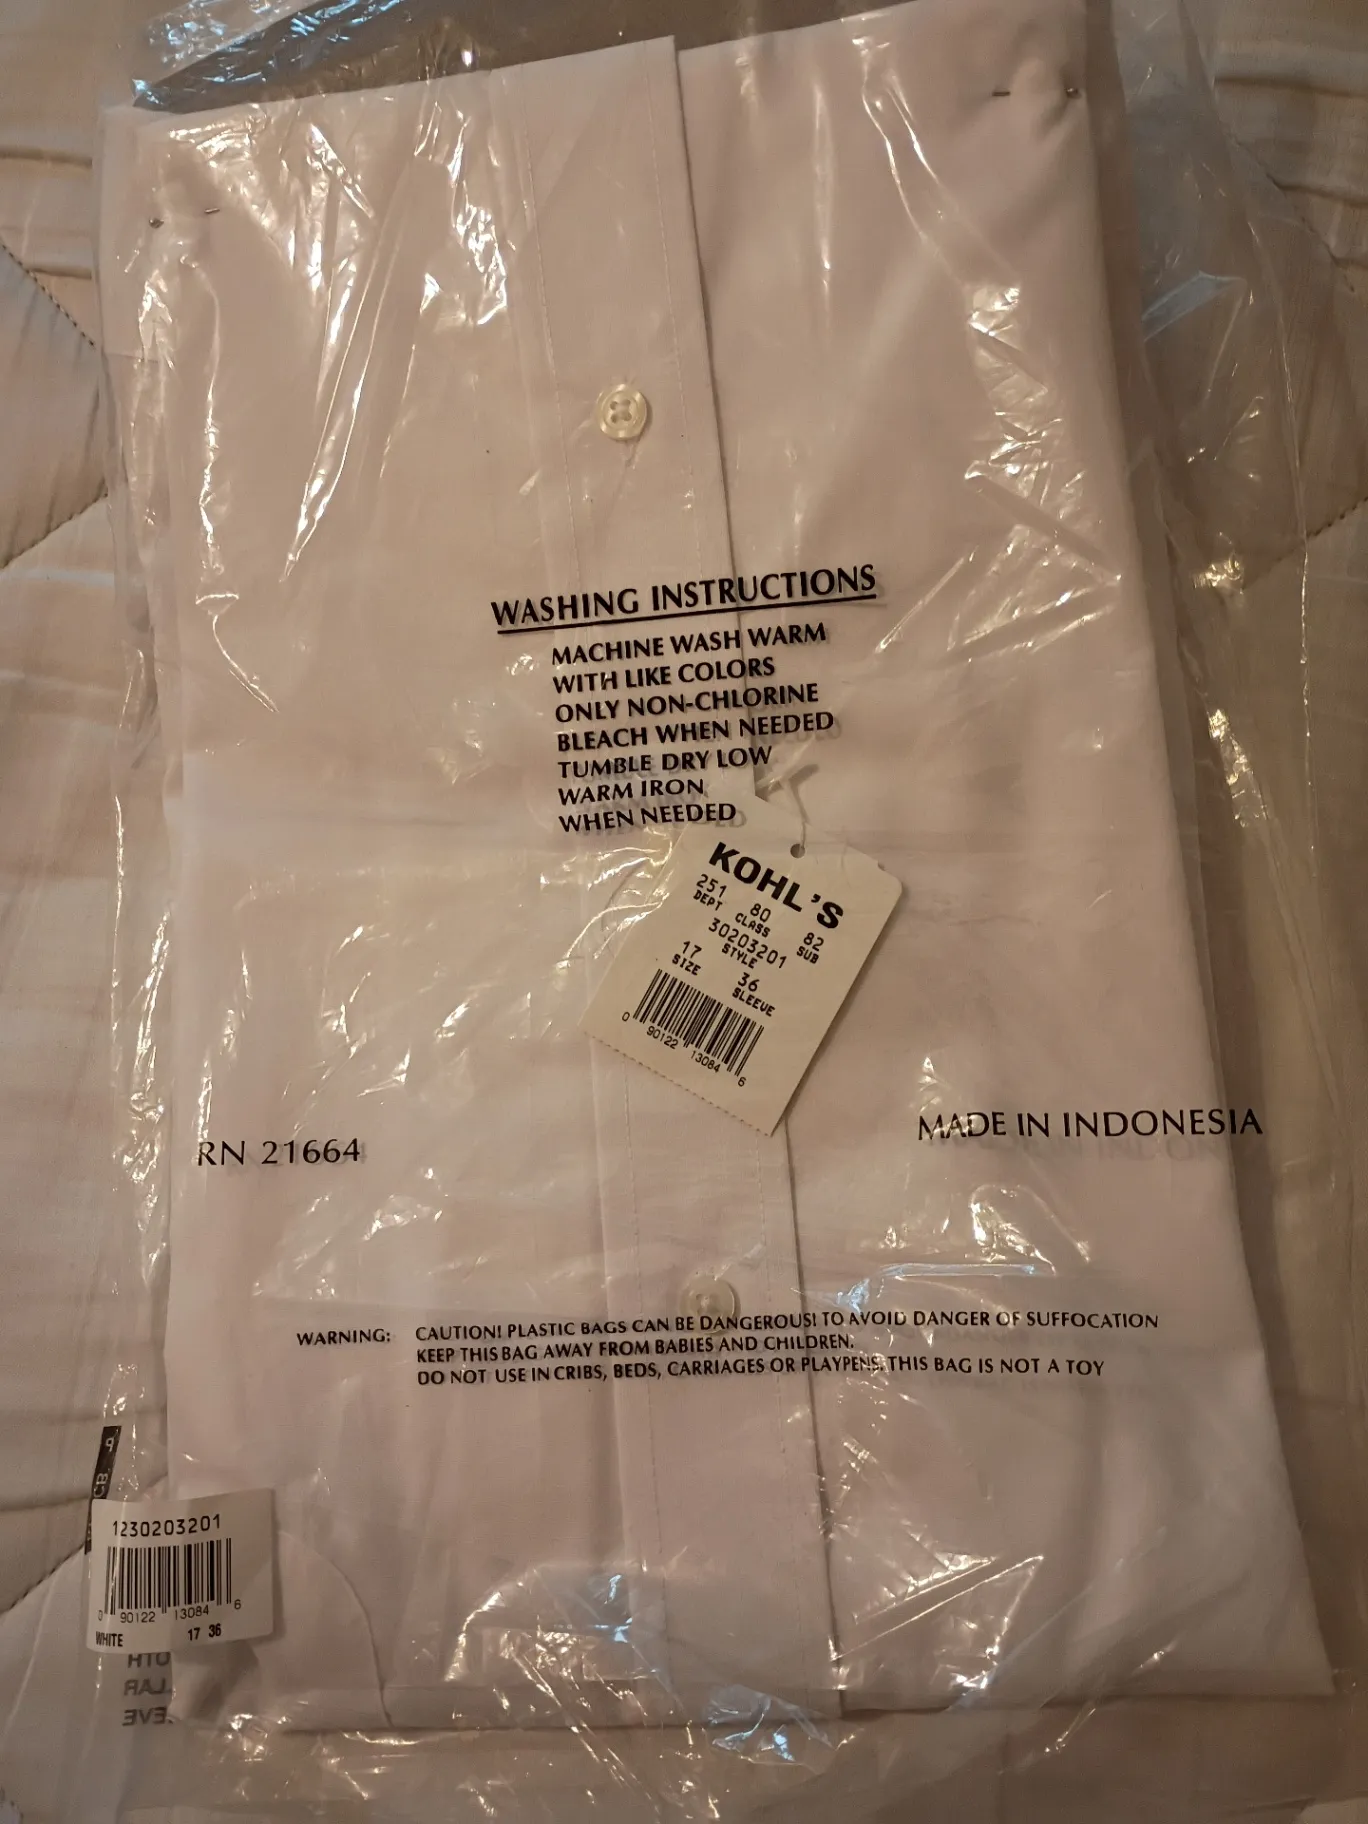 WASHING INSTRUCTIONS
MACHINE WASH WARM
WITH LIKE COLORS
ONLY NON-CHLORINE
BLEACH WHEN NEEDED
TUMBLE DRY LOW
WARM IRON
WHEN NEEDED
KOHL'S
251 80 82
DEPT CLASS SUB
30203201
STYLE
17 36
SIZE SLEEVE
0 90122 13084 6
RN 21664
MADE IN INDONESIA
WARNING: CAUTION! PLASTIC BAGS CAN BE DANGEROUS! TO AVOID DANGER OF SUFFOCATION
KEEP THIS BAG AWAY FROM BABIES AND CHILDREN.
DO NOT USE IN CRIBS, BEDS, CARRIAGES OR PLAYPENS. THIS BAG IS NOT A TOY
1230203201
0 90122 13084 6
WHITE 17 36